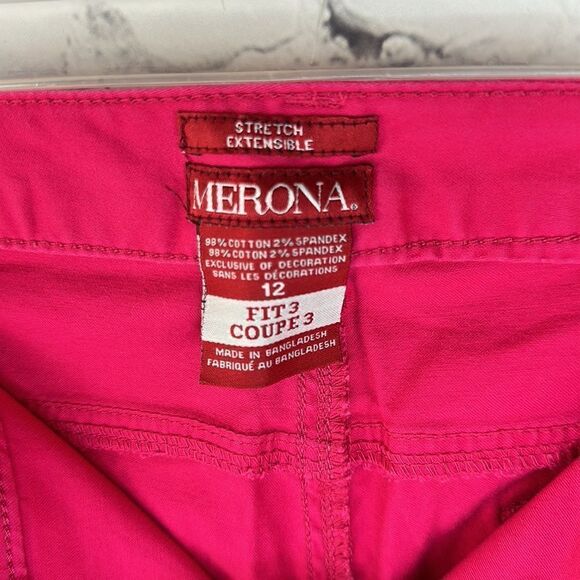 STRETCH
EXTENSIBLE
MERONA®
98% COTTON 2% SPANDEX
98% COTTON 2% SPANDEX
EXCLUSIVE OF DECORATION
SANS LES DÉCORATIONS
12
FIT 3
COUPE 3
MADE IN BANGLADESH
FABRIQUÉ AU BANGLADESH